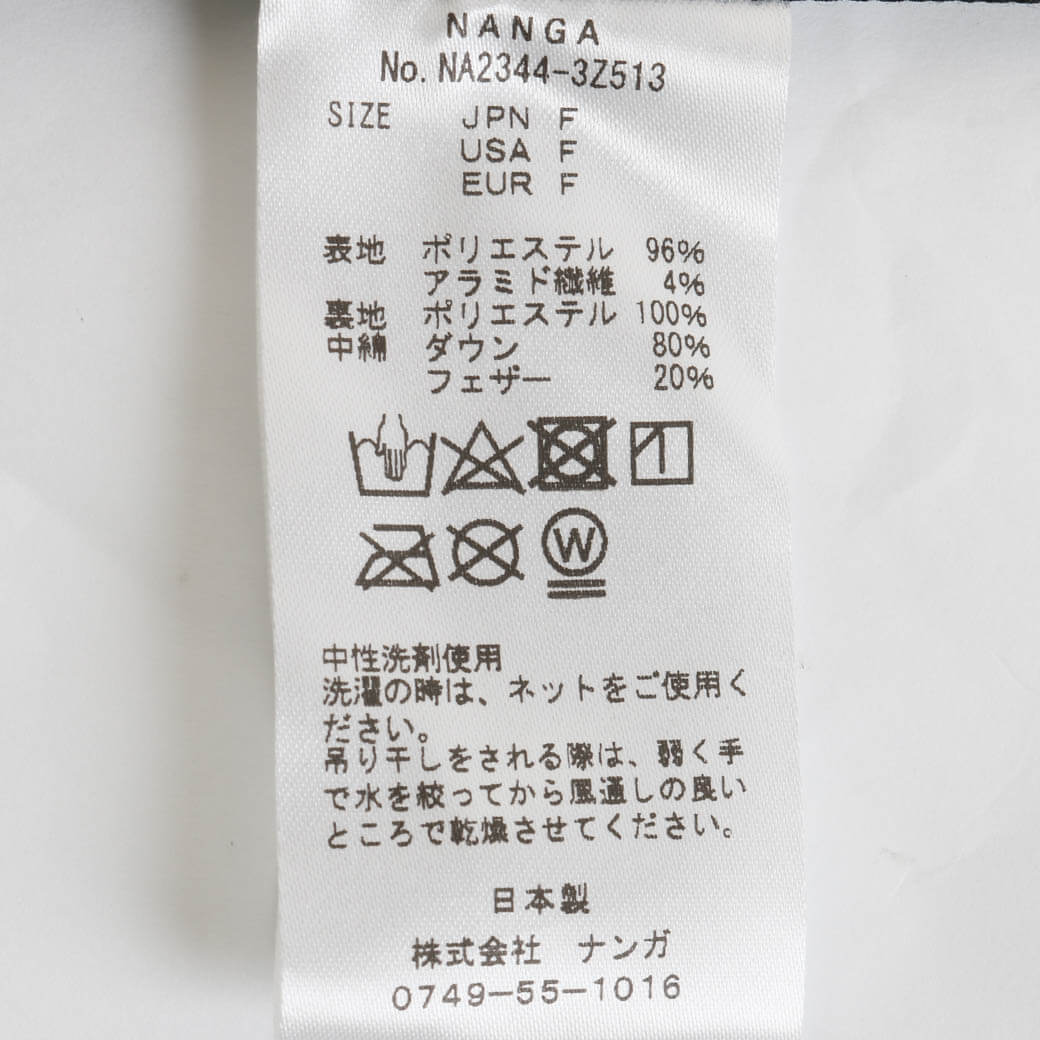 NANGA
No. NA2344-3Z513
SIZE JPN F
USA F
EUR F
表地 ポリエステル 96%
アラミド繊維 4%
裏地 ポリエステル 100%
中綿 ダウン 80%
フェザー 20%
W
中性洗剤使用
洗濯の時は、ネットをご使用く
ださい。
吊り干しをされる際は、弱く手
で水を絞ってから風通しの良い
ところで乾燥させてください。
日本製
株式会社 ナンガ
0749-55-1016